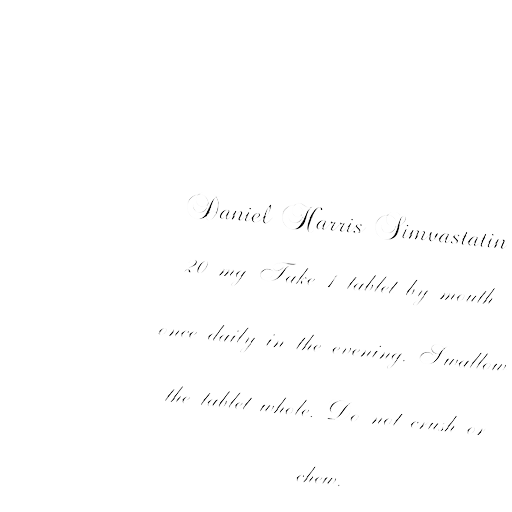 Daniel Harris Simvastatin
20 mg Take 1 tablet by mouth
once daily in the evening. Swallow
the tablet whole. Do not crush or
chew.